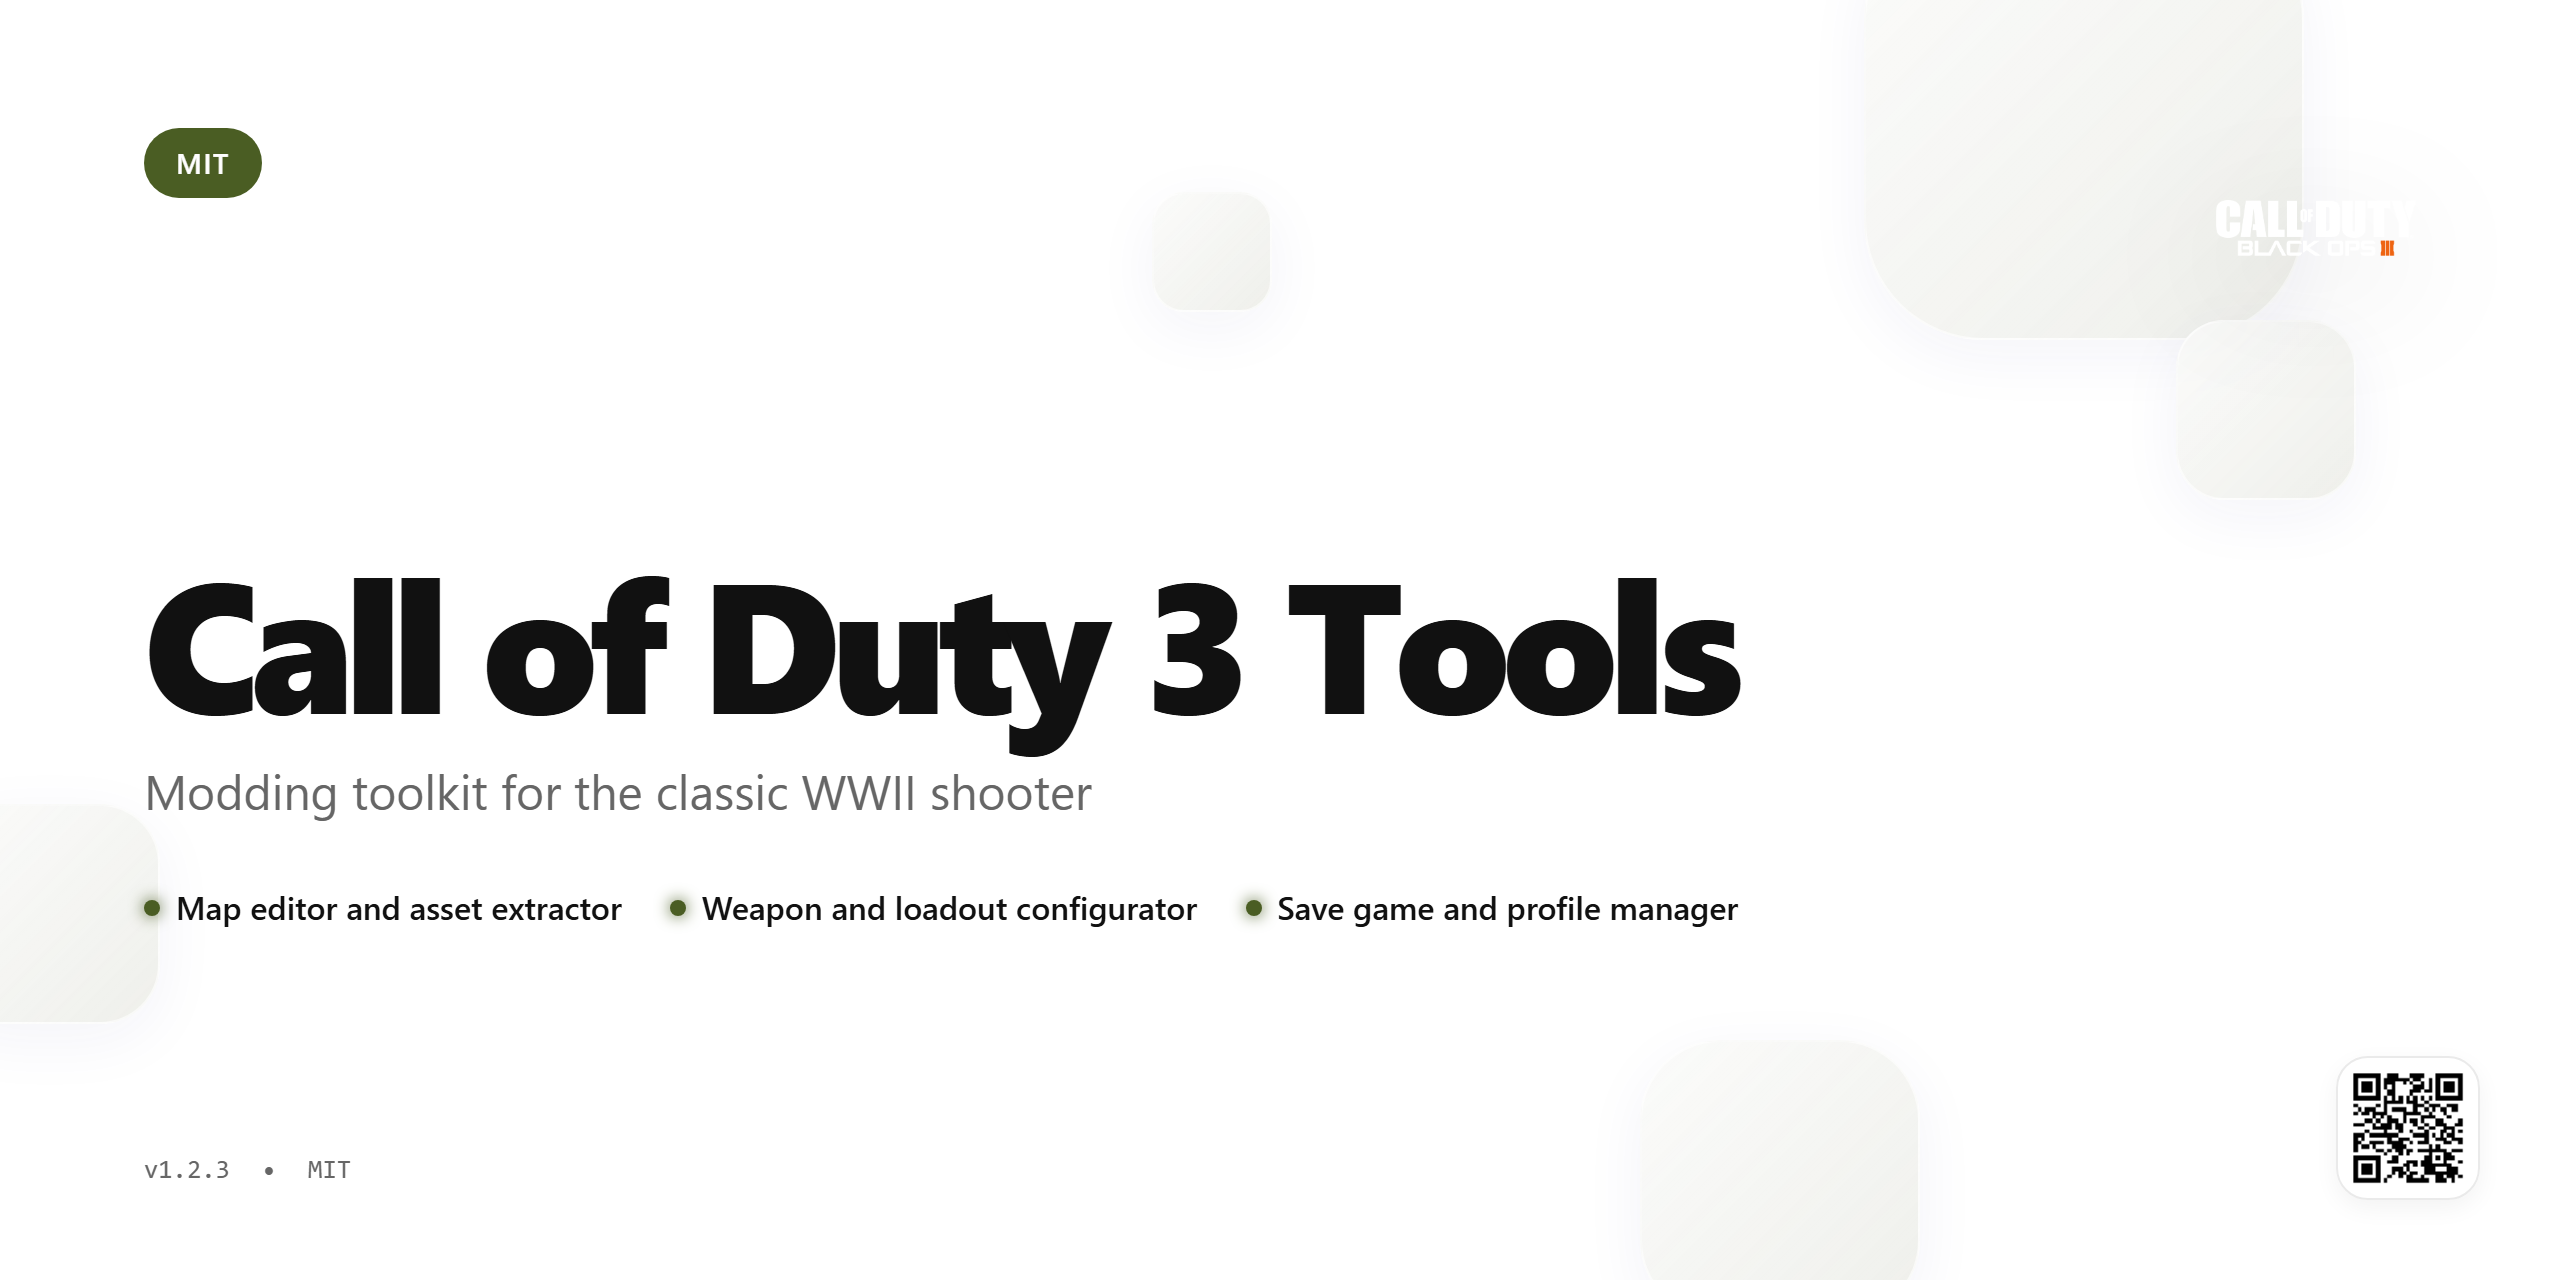 MIT
CALL OF DUTY
BLACK OPS III
Call of Duty 3 Tools
Modding toolkit for the classic WWII shooter
Map editor and asset extractor
Weapon and loadout configurator
Save game and profile manager
v1.2.3 • MIT